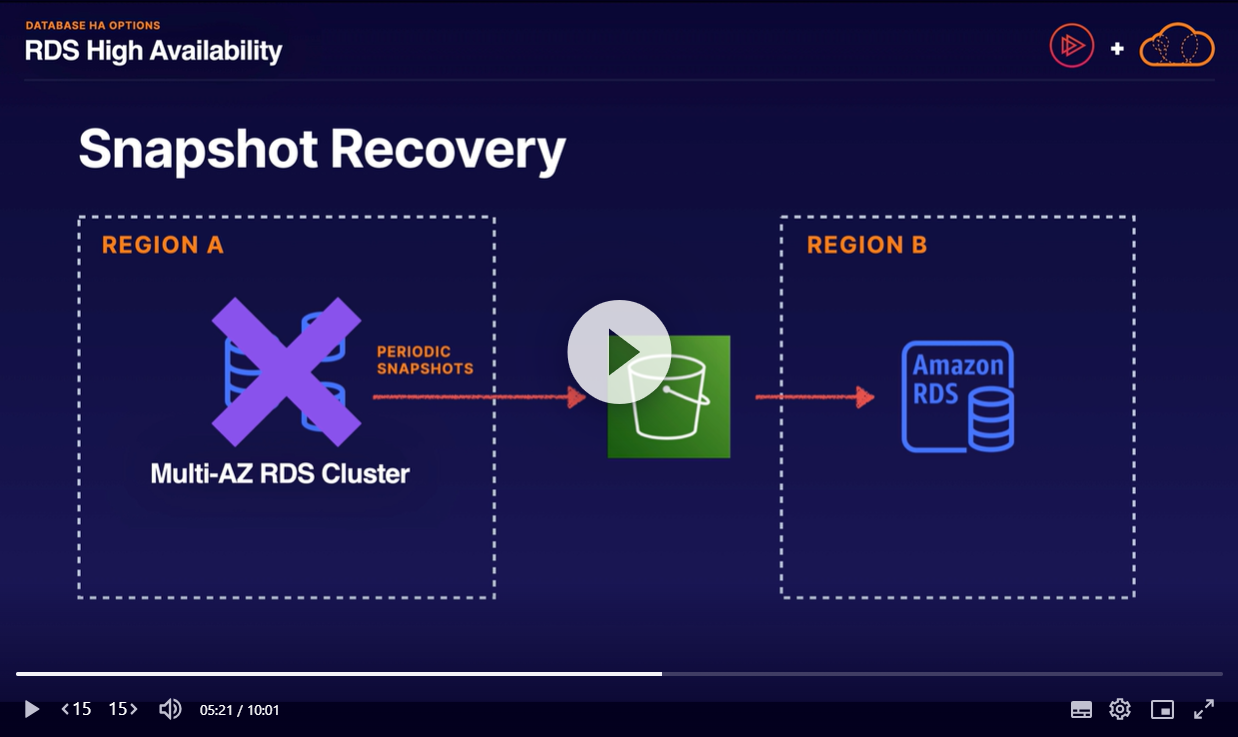 DATABASE HA OPTIONS
RDS High Availability
Snapshot Recovery
REGION A
REGION B
PERIODIC
SNAPSHOTS
Amazon
RDS
Multi-AZ RDS Cluster
15 15
05:21 / 10:01